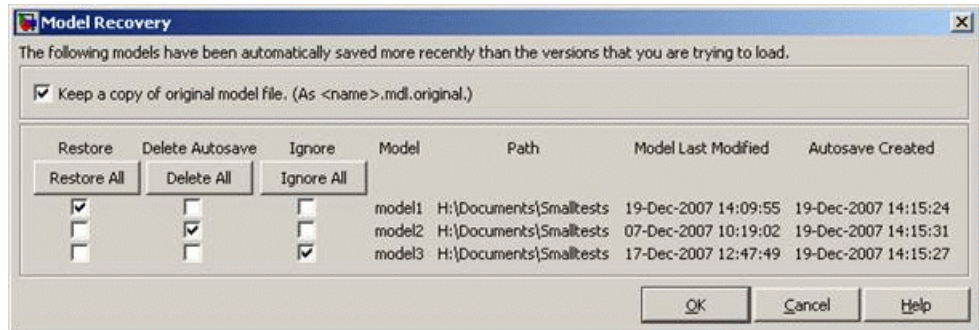 Model Recovery
The following models have been automatically saved more recently than the versions that you are trying to load.
Keep a copy of original model file. (As <name>.mdl.original.)
Restore Delete Autosave Ignore Model Path Model Last Modified Autosave Created
Restore All Delete All Ignore All
model1 H:\Documents\Smalltests 19-Dec-2007 14:09:55 19-Dec-2007 14:15:24
model2 H:\Documents\Smalltests 07-Dec-2007 10:19:02 19-Dec-2007 14:15:31
model3 H:\Documents\Smalltests 17-Dec-2007 12:47:49 19-Dec-2007 14:15:27
OK Cancel Help